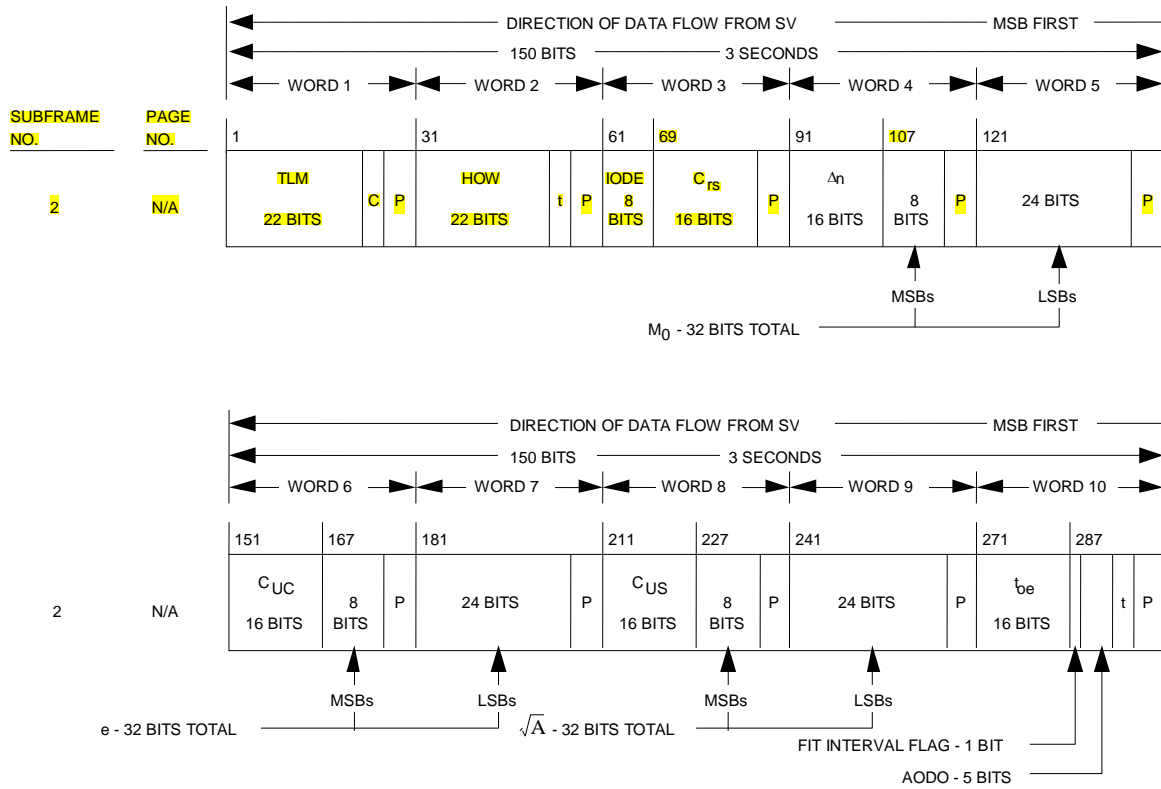 DIRECTION OF DATA FLOW FROM SV MSB FIRST
150 BITS 3 SECONDS
WORD 1 WORD 2 WORD 3 WORD 4 WORD 5
SUBFRAME PAGE
NO. NO. 1 31 61 69 91 107 121
TLM HOW IODE Crs Δn
2 N/A C P t P 8 P 8 P 24 BITS P
22 BITS 22 BITS BITS 16 BITS 16 BITS BITS
MSBs LSBs
M0 - 32 BITS TOTAL
DIRECTION OF DATA FLOW FROM SV MSB FIRST
150 BITS 3 SECONDS
WORD 6 WORD 7 WORD 8 WORD 9 WORD 10
151 167 181 211 227 241 271 287
CUC CUS toe
2 N/A 8 P 24 BITS P 8 P 24 BITS P t P
16 BITS BITS 16 BITS BITS 16 BITS
MSBs LSBs MSBs LSBs
e - 32 BITS TOTAL √A - 32 BITS TOTAL
FIT INTERVAL FLAG - 1 BIT
AODO - 5 BITS